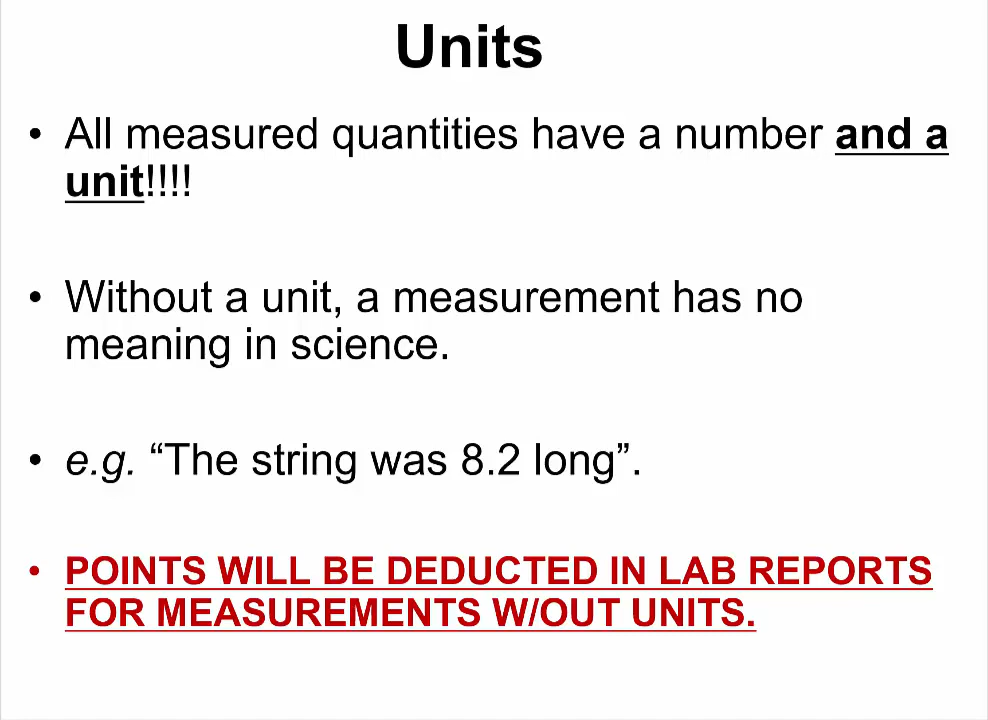 Units
• All measured quantities have a number and a
unit!!!!
• Without a unit, a measurement has no
meaning in science.
• e.g. “The string was 8.2 long”.
• POINTS WILL BE DEDUCTED IN LAB REPORTS
FOR MEASUREMENTS W/OUT UNITS.